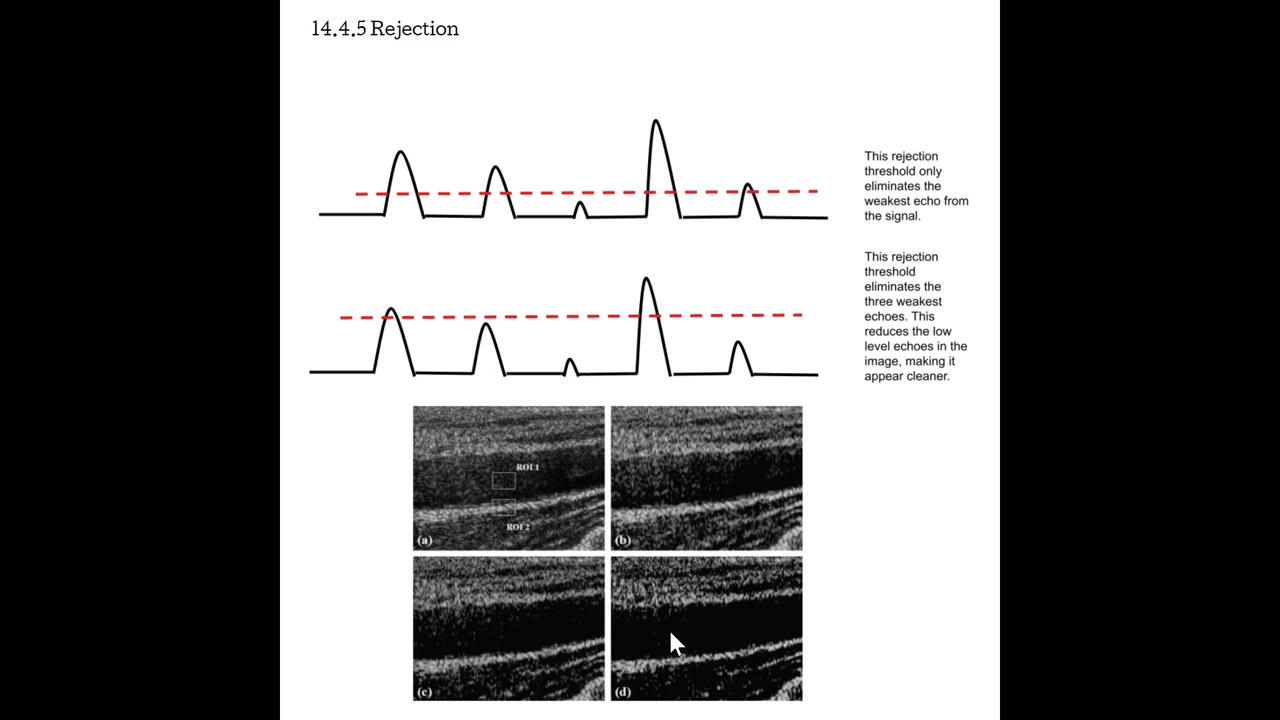 14.4.5 Rejection
This rejection
threshold only
eliminates the
weakest echo from
the signal.
This rejection
threshold
eliminates the
three weakest
echoes. This
reduces the low
level echoes in the
image, making it
appear cleaner.
ROI 1
ROI 2
(a)
(b)
(c)
(d)